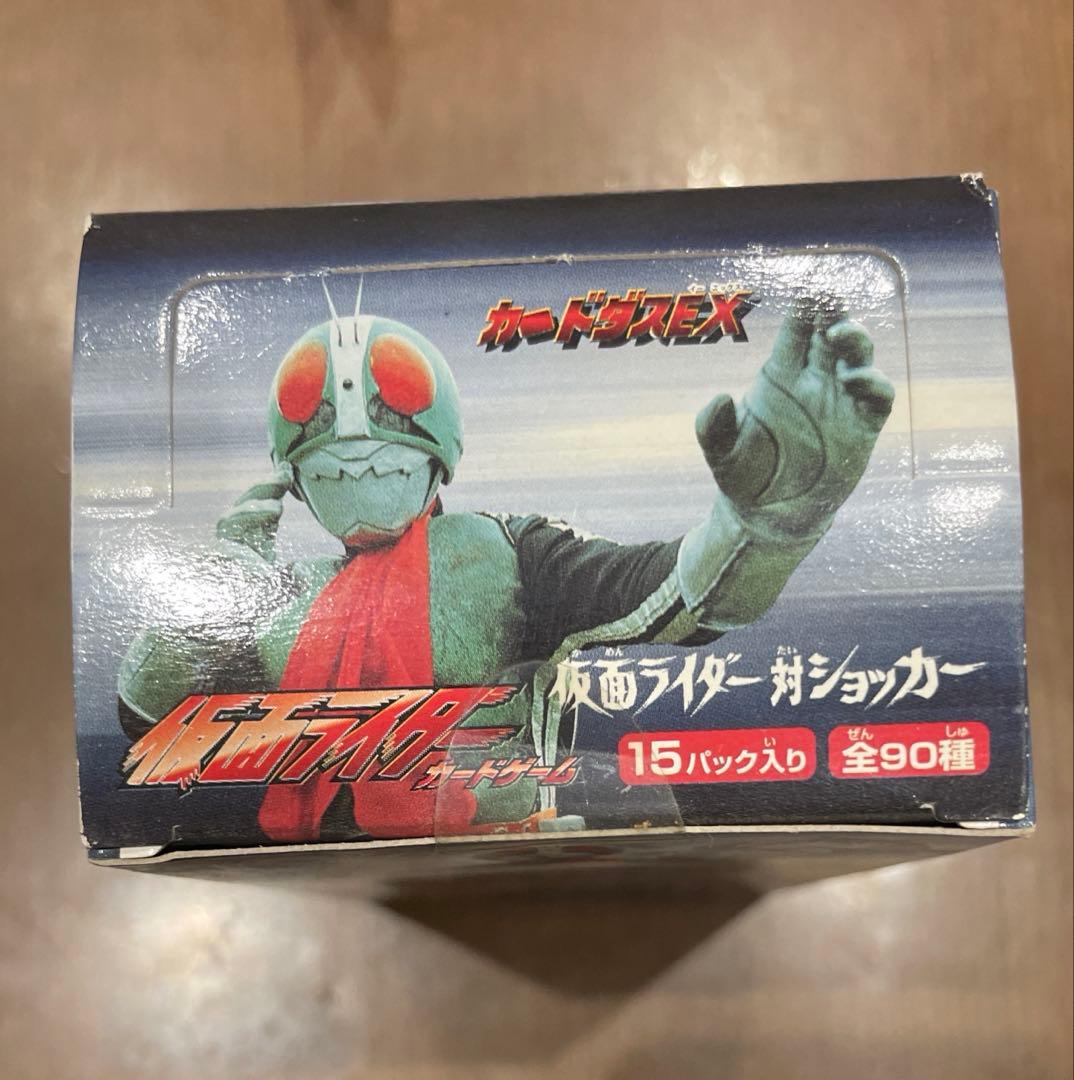 カードダスEX
仮面ライダー対ショッカー
仮面ライダー
カードゲーム
15パック入り
全90種